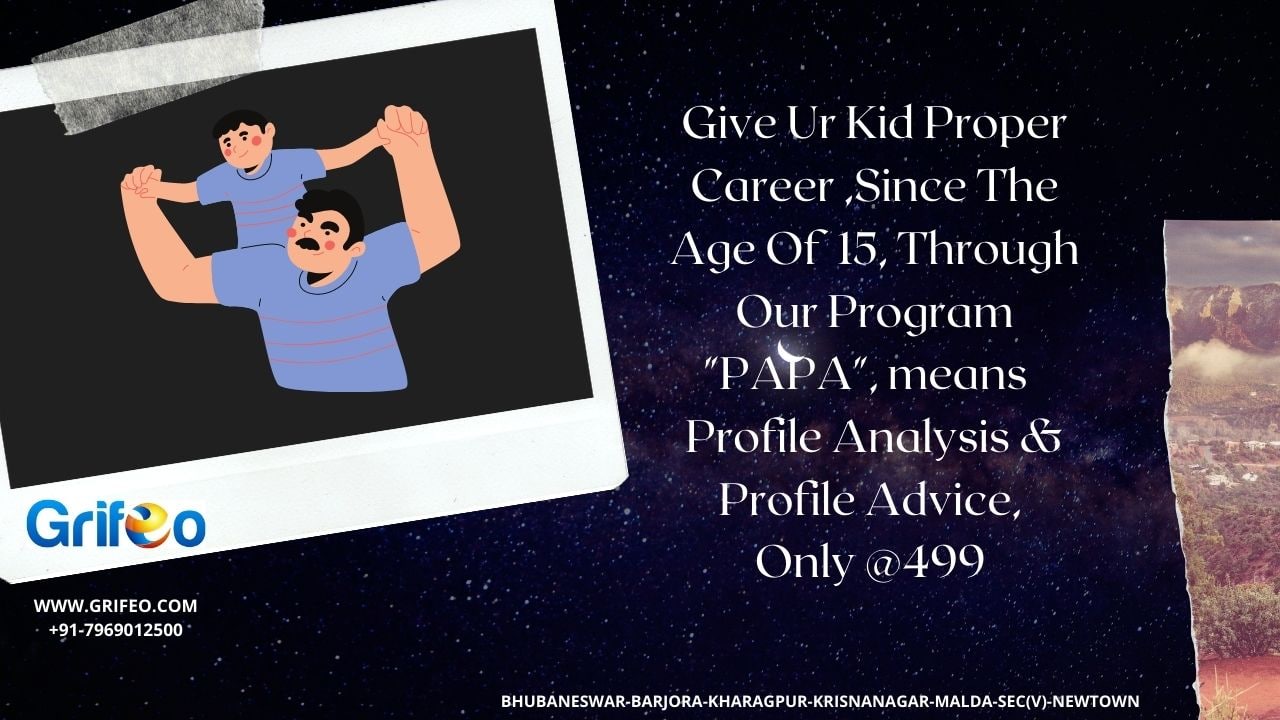 Give Ur Kid Proper
Career ,Since The
Age Of 15, Through
Our Program
"PAPA", means
Profile Analysis &
Profile Advice,
Only @499
Grifeo
WWW.GRIFEO.COM
+91-7969012500
BHUBANESWAR-BARJORA-KHARAGPUR-KRISNANAGAR-MALDA-SEC(V)-NEWTOWN